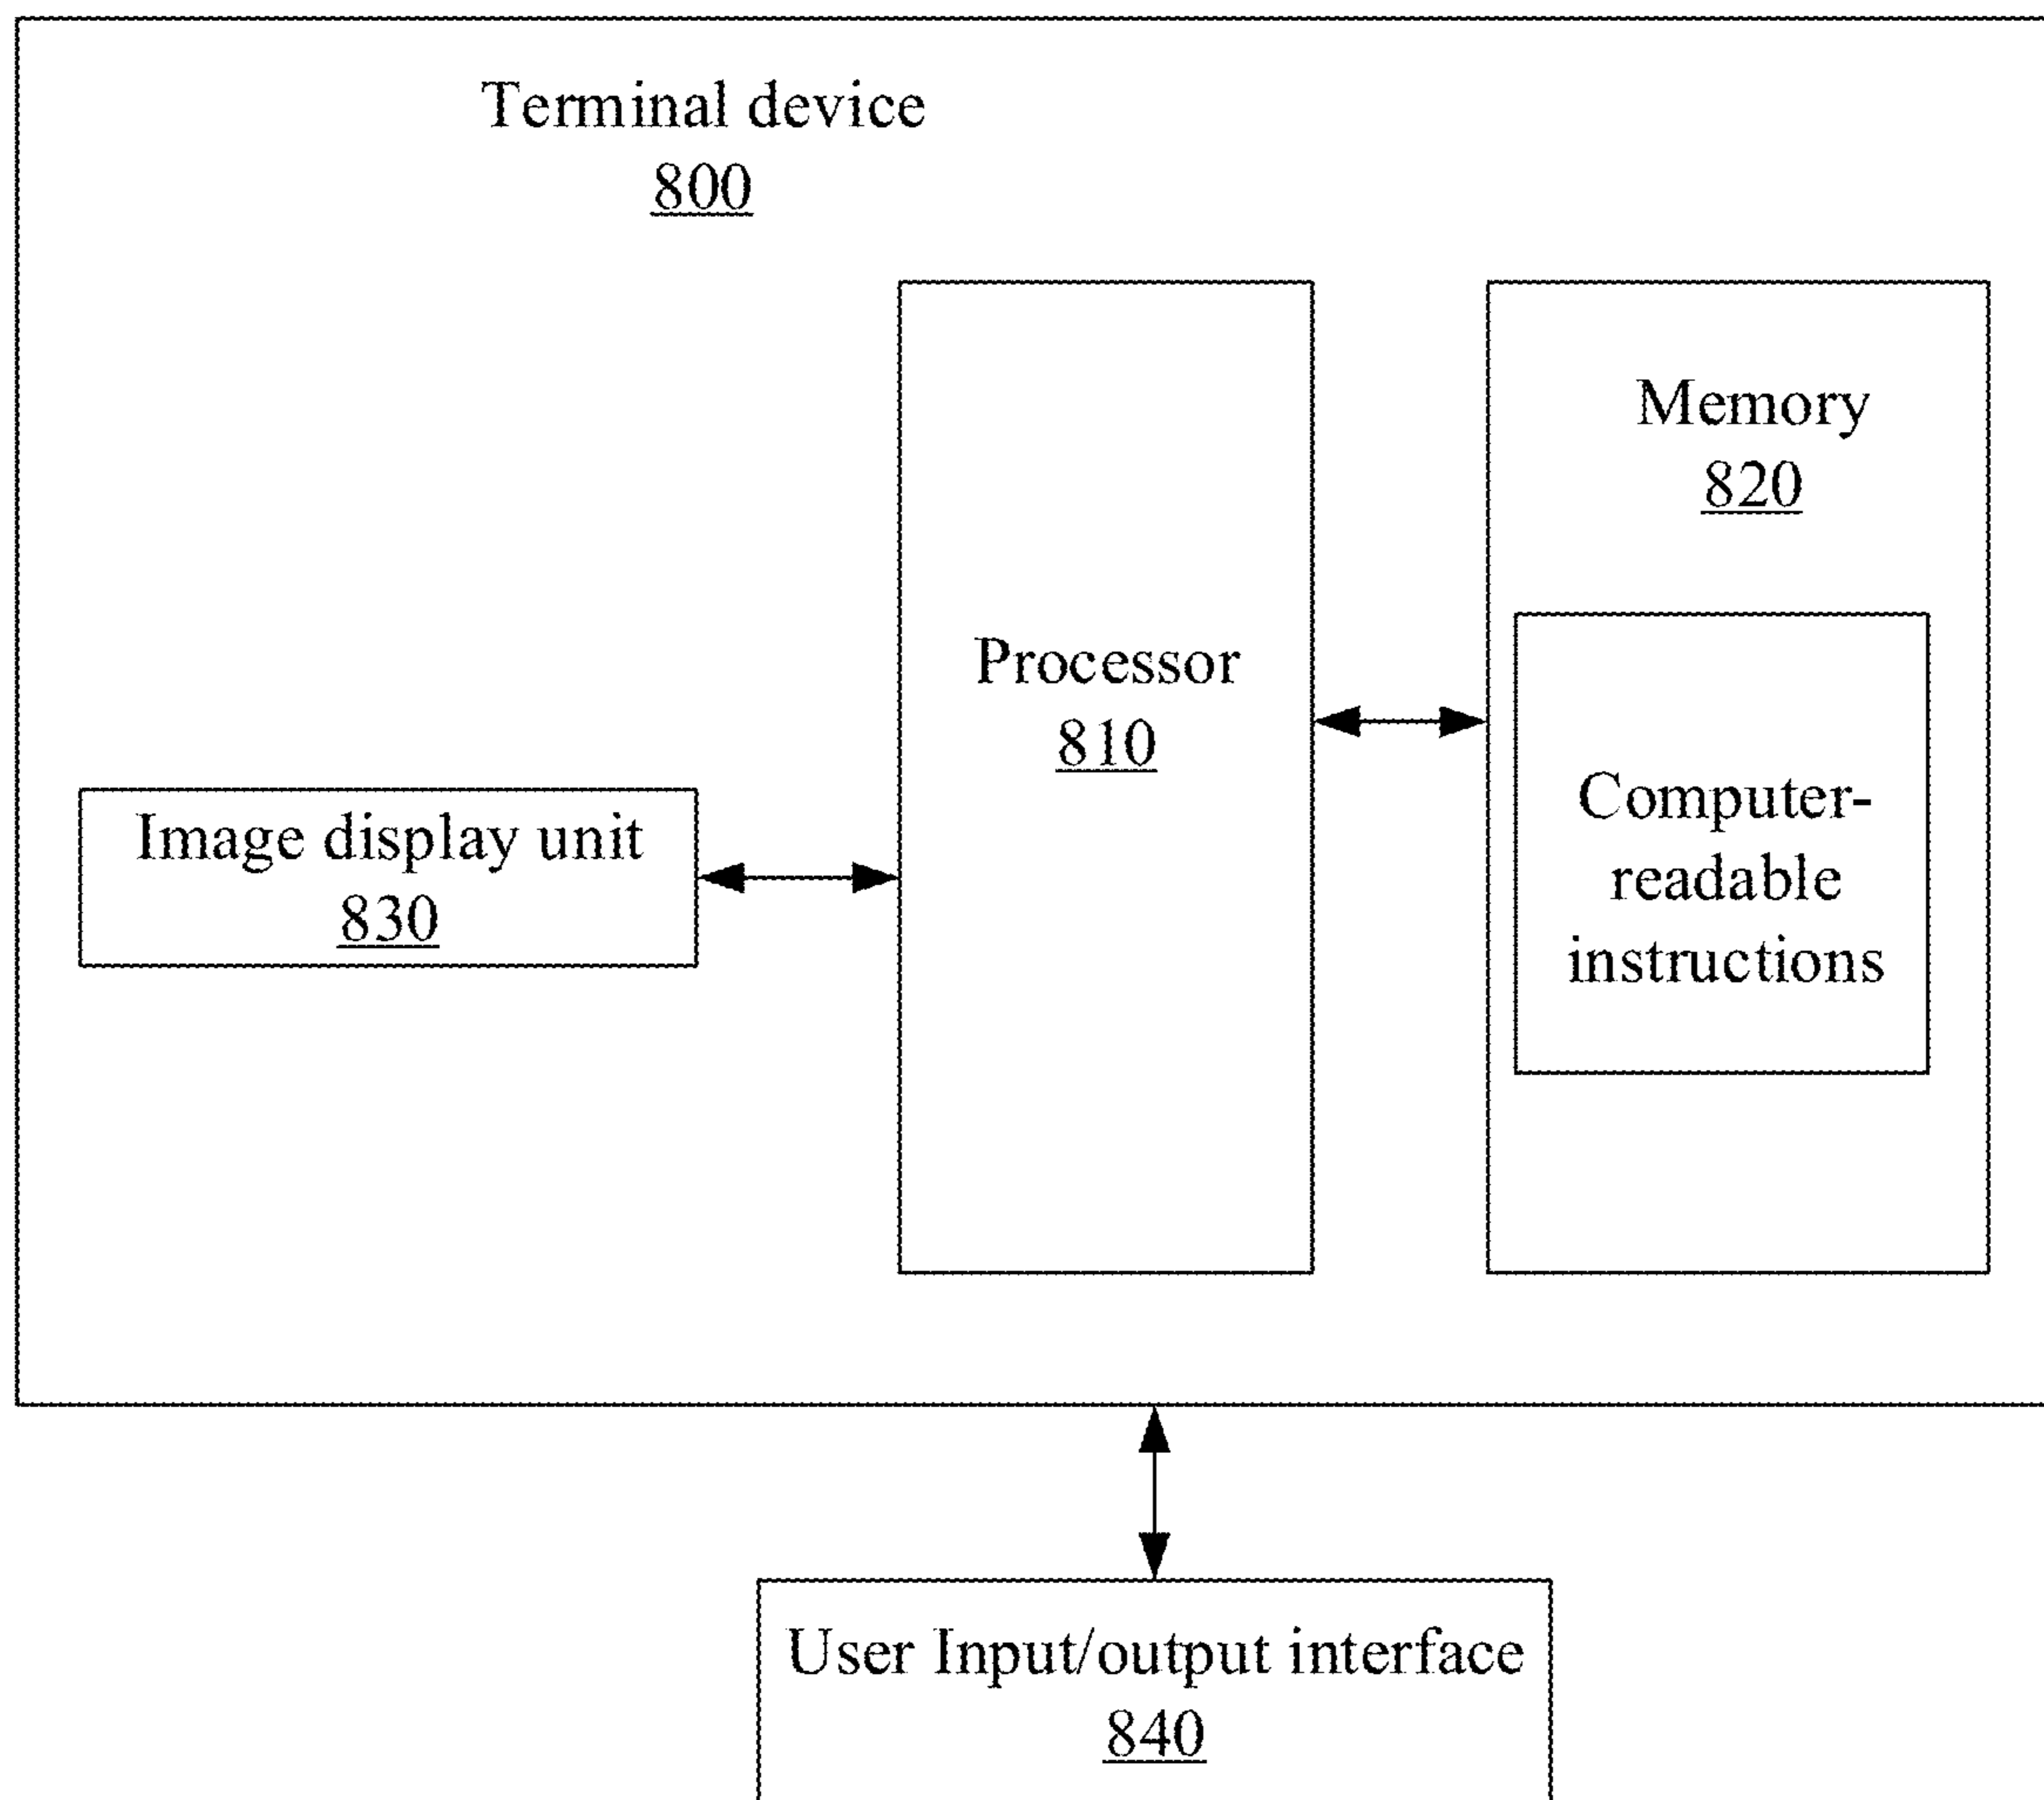 Terminal device
800
Processor
810
Memory
820
Computer-
readable
instructions
Image display unit
830
User Input/output interface
840